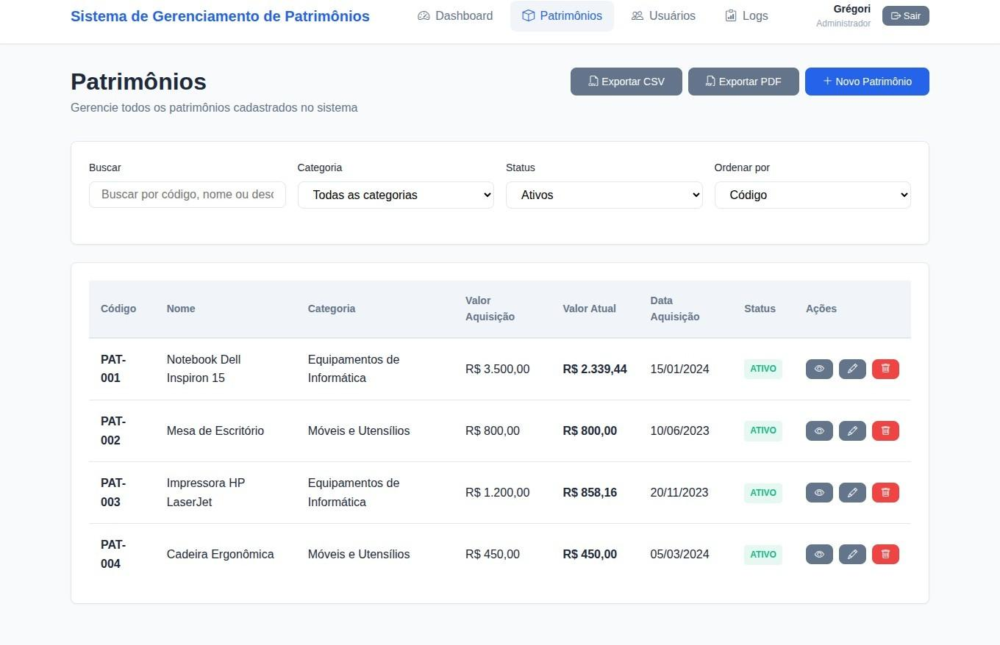 Sistema de Gerenciamento de Patrimônios
Dashboard
Patrimônios
Usuários
Logs
Grégori
Administrador
Sair
Patrimônios
Gerencie todos os patrimônios cadastrados no sistema
Exportar CSV
Exportar PDF
+ Novo Patrimônio
Buscar
Categoria
Status
Ordenar por
Buscar por código, nome ou desc
Todas as categorias
Ativos
Código
Código
Nome
Categoria
Valor
Aquisição
Valor Atual
Data
Aquisição
Status
Ações
PAT-
001
Notebook Dell
Inspiron 15
Equipamentos de
Informática
R$ 3.500,00
R$ 2.339,44
15/01/2024
ATIVO
PAT-
002
Mesa de Escritório
Móveis e Utensílios
R$ 800,00
R$ 800,00
10/06/2023
ATIVO
PAT-
003
Impressora HP
LaserJet
Equipamentos de
Informática
R$ 1.200,00
R$ 858,16
20/11/2023
ATIVO
PAT-
004
Cadeira Ergonômica
Móveis e Utensílios
R$ 450,00
R$ 450,00
05/03/2024
ATIVO